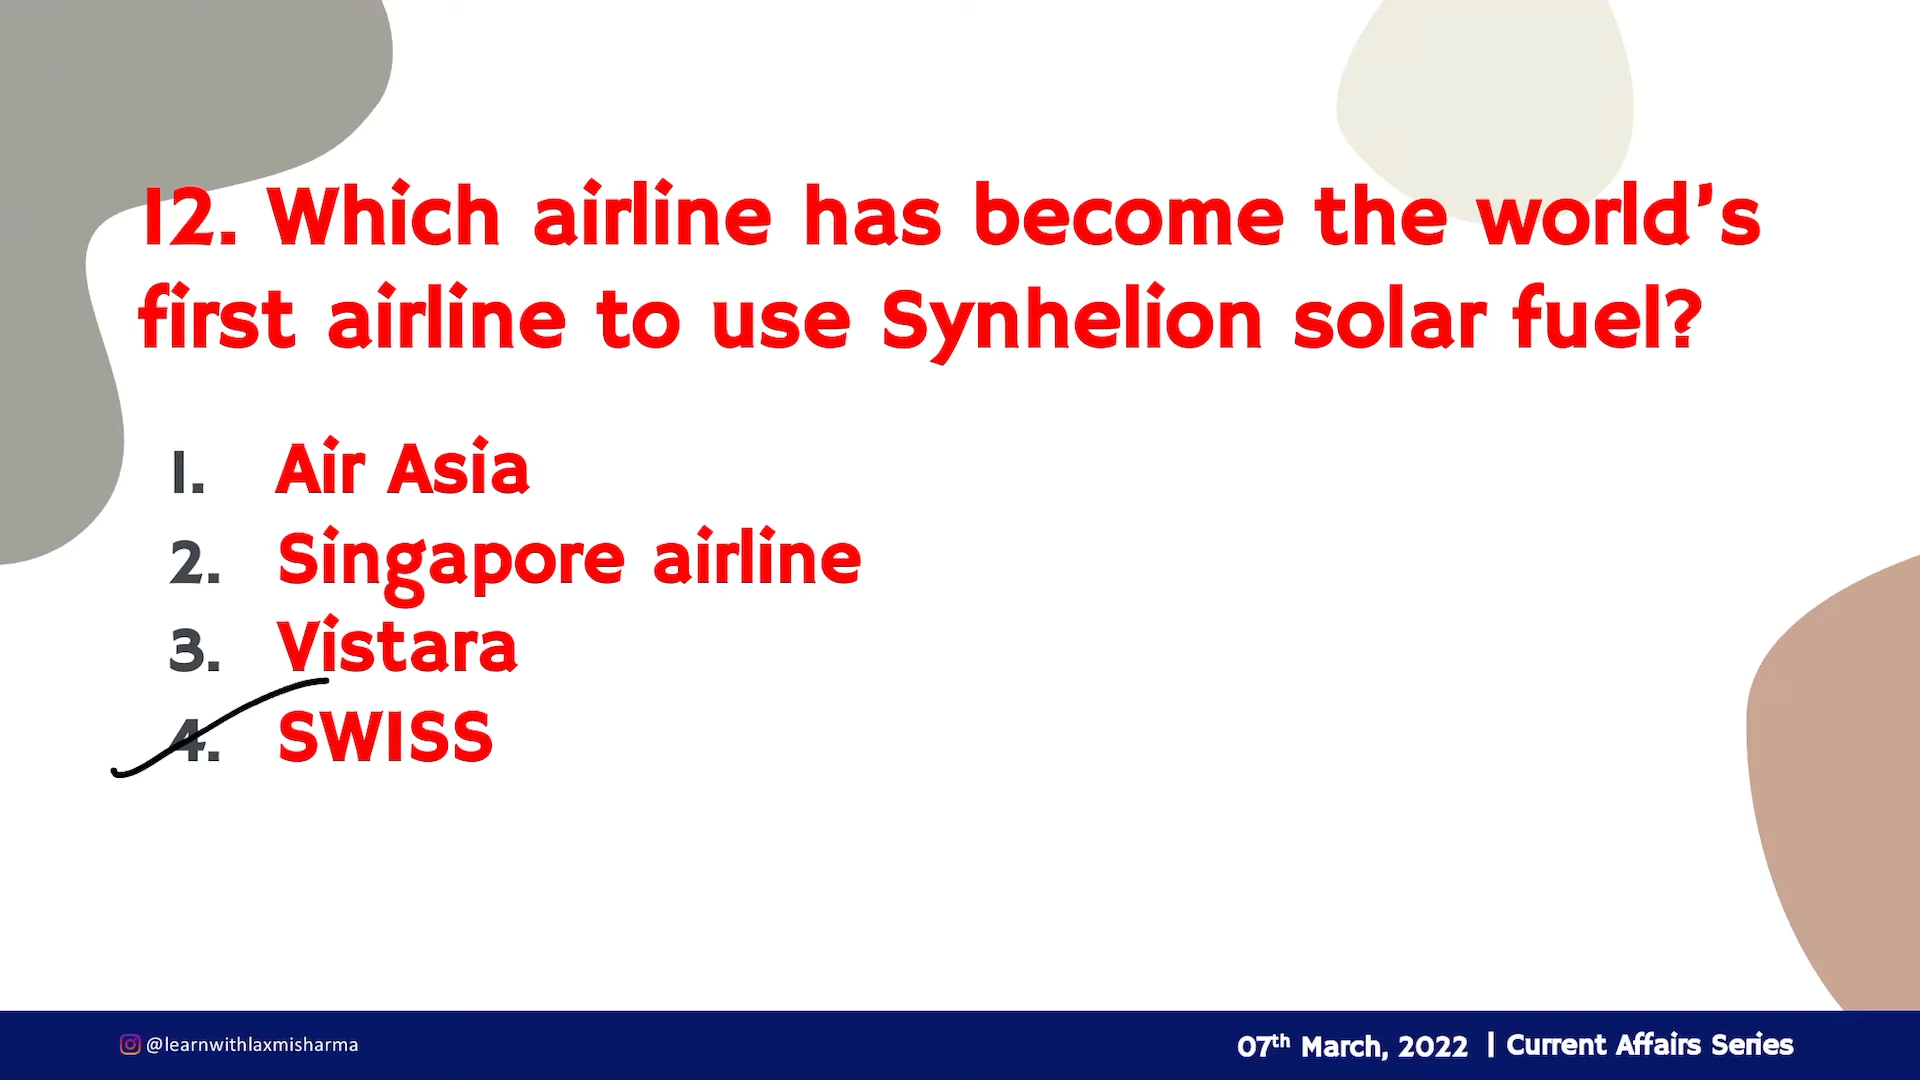 12. Which airline has become the world’s
first airline to use Synhelion solar fuel?
1. Air Asia
2. Singapore airline
3. Vistara
4. SWISS
@learnwithlaxmisharma
07th March, 2022 | Current Affairs Series